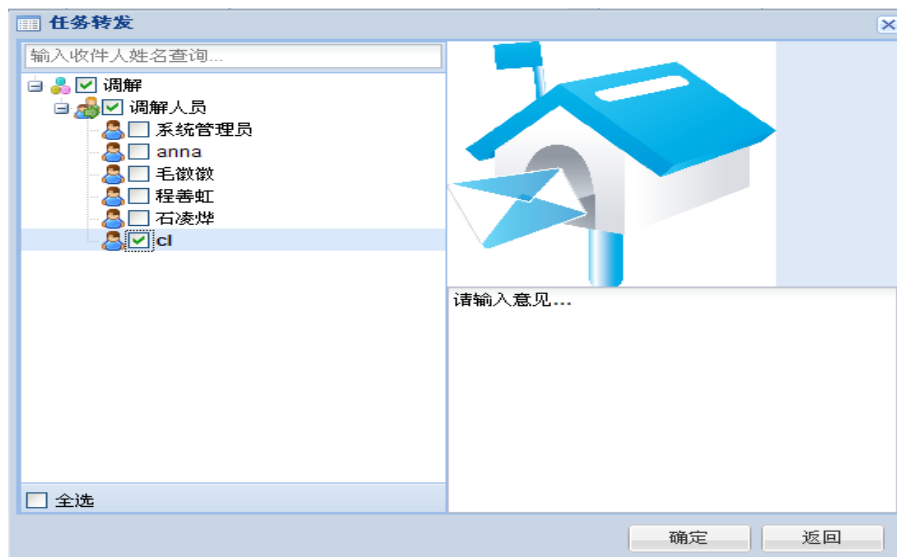 任务转发
输入收件人姓名查询...
调解
调解人员
系统管理员
anna
毛微微
程善虹
石凌烨
cl
请输入意见...
全选
确定
返回